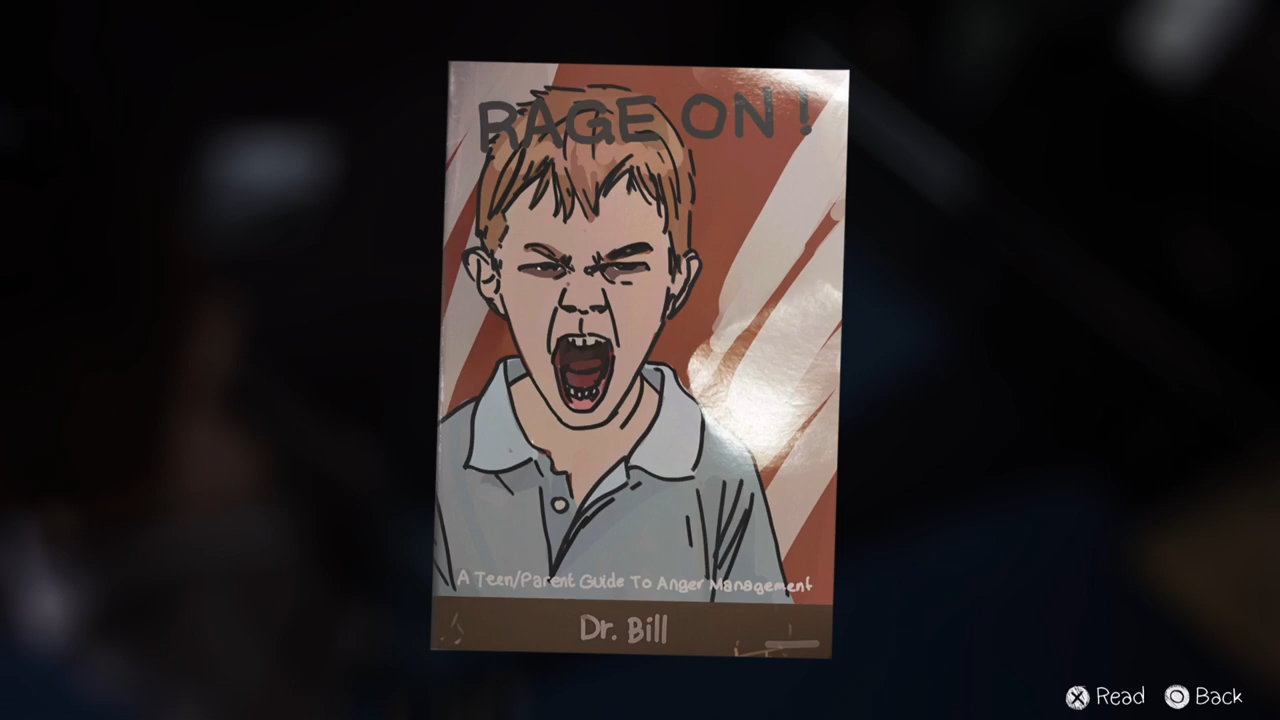 RAGE ON!
A Teen/Parent Guide To Anger Management
Dr. Bill
Read Back